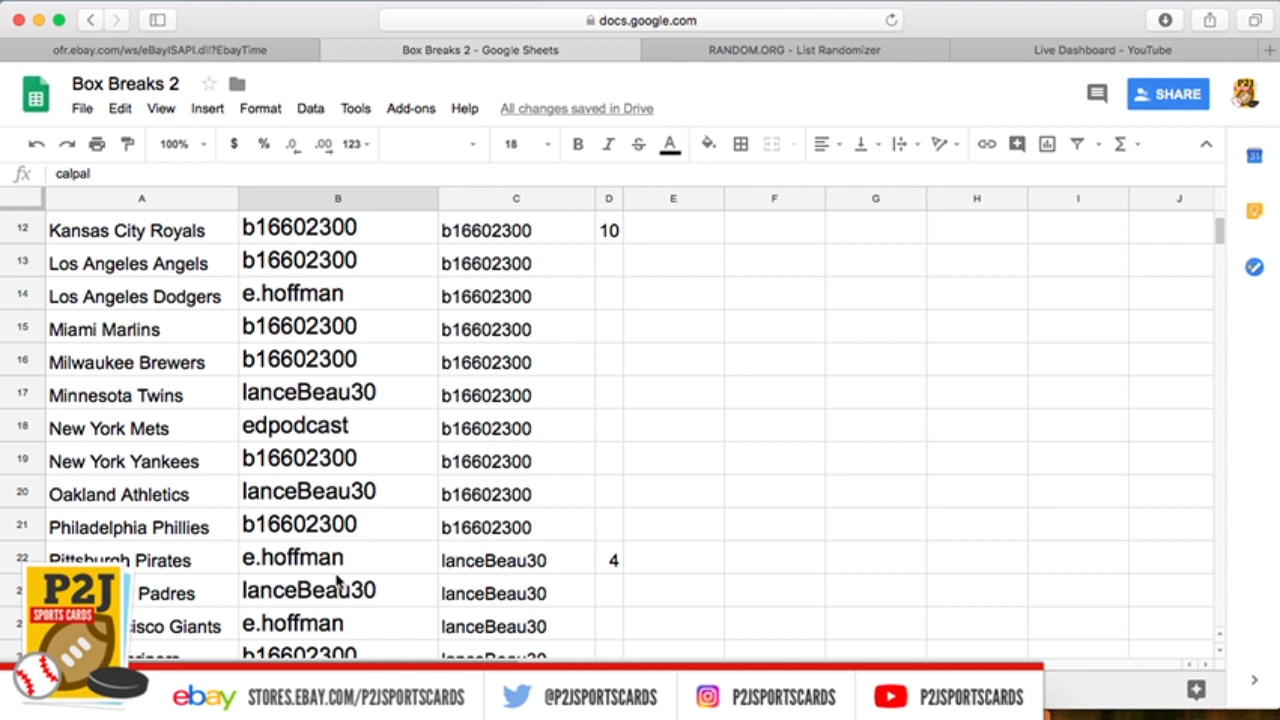 docs.google.com
ofr.ebay.com/ws/eBayISAPI.dll?EbayTime
Box Breaks 2 - Google Sheets
RANDOM.ORG - List Randomizer
Live Dashboard - YouTube
Box Breaks 2
File Edit View Insert Format Data Tools Add-ons Help All changes saved in Drive
SHARE
100% $ % .0 .00 123 18 B I S A
fx calpal
A B C D E F G H I J
12 Kansas City Royals b16602300 b16602300 10
13 Los Angeles Angels b16602300 b16602300
14 Los Angeles Dodgers e.hoffman b16602300
15 Miami Marlins b16602300 b16602300
16 Milwaukee Brewers b16602300 b16602300
17 Minnesota Twins lanceBeau30 b16602300
18 New York Mets edpodcast b16602300
19 New York Yankees b16602300 b16602300
20 Oakland Athletics lanceBeau30 b16602300
21 Philadelphia Phillies b16602300 b16602300
22 Pittsburgh Pirates e.hoffman lanceBeau30 4
Padres lanceBeau30 lanceBeau30
isco Giants e.hoffman lanceBeau30
b16602300 lanceBeau30
P2J
SPORTS CARDS
ebay STORES.EBAY.COM/P2JSPORTSCARDS @P2JSPORTSCARDS P2JSPORTSCARDS P2JSPORTSCARDS